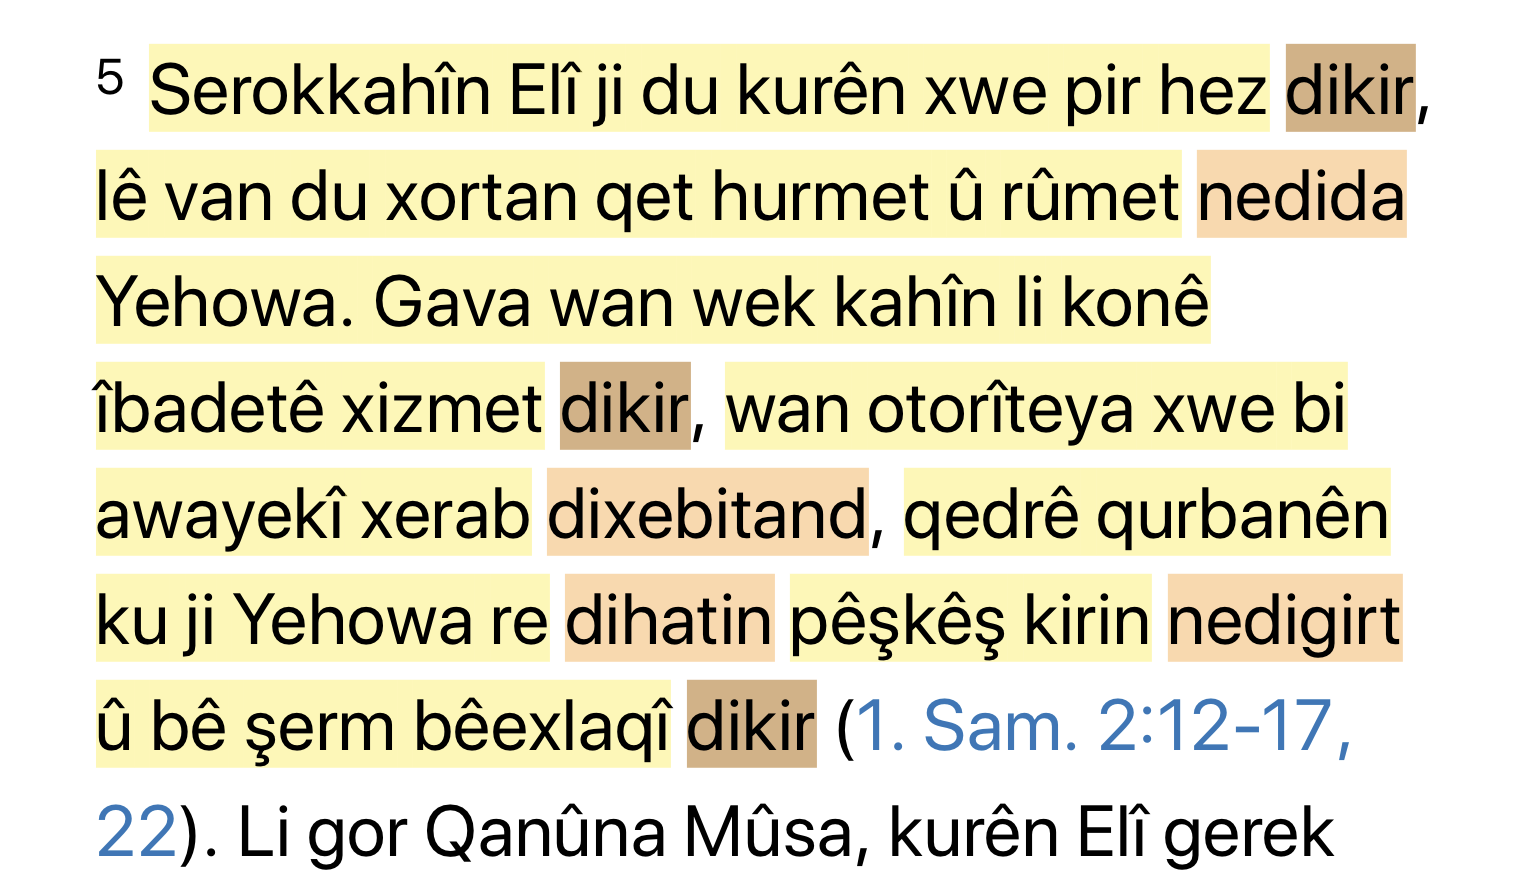 5 Serokkahîn Elî ji du kurên xwe pir hez dikir,
lê van du xortan qet hurmet û rûmet nedida
Yehowa. Gava wan wek kahîn li konê
îbadetê xizmet dikir, wan otorîteya xwe bi
awayekî xerab dixebitand, qedrê qurbanên
ku ji Yehowa re dihatin pêşkêş kirin nedigirt
û bê şerm bêexlaqî dikir (1. Sam. 2:12-17,
22). Li gor Qanûna Mûsa, kurên Elî gerek